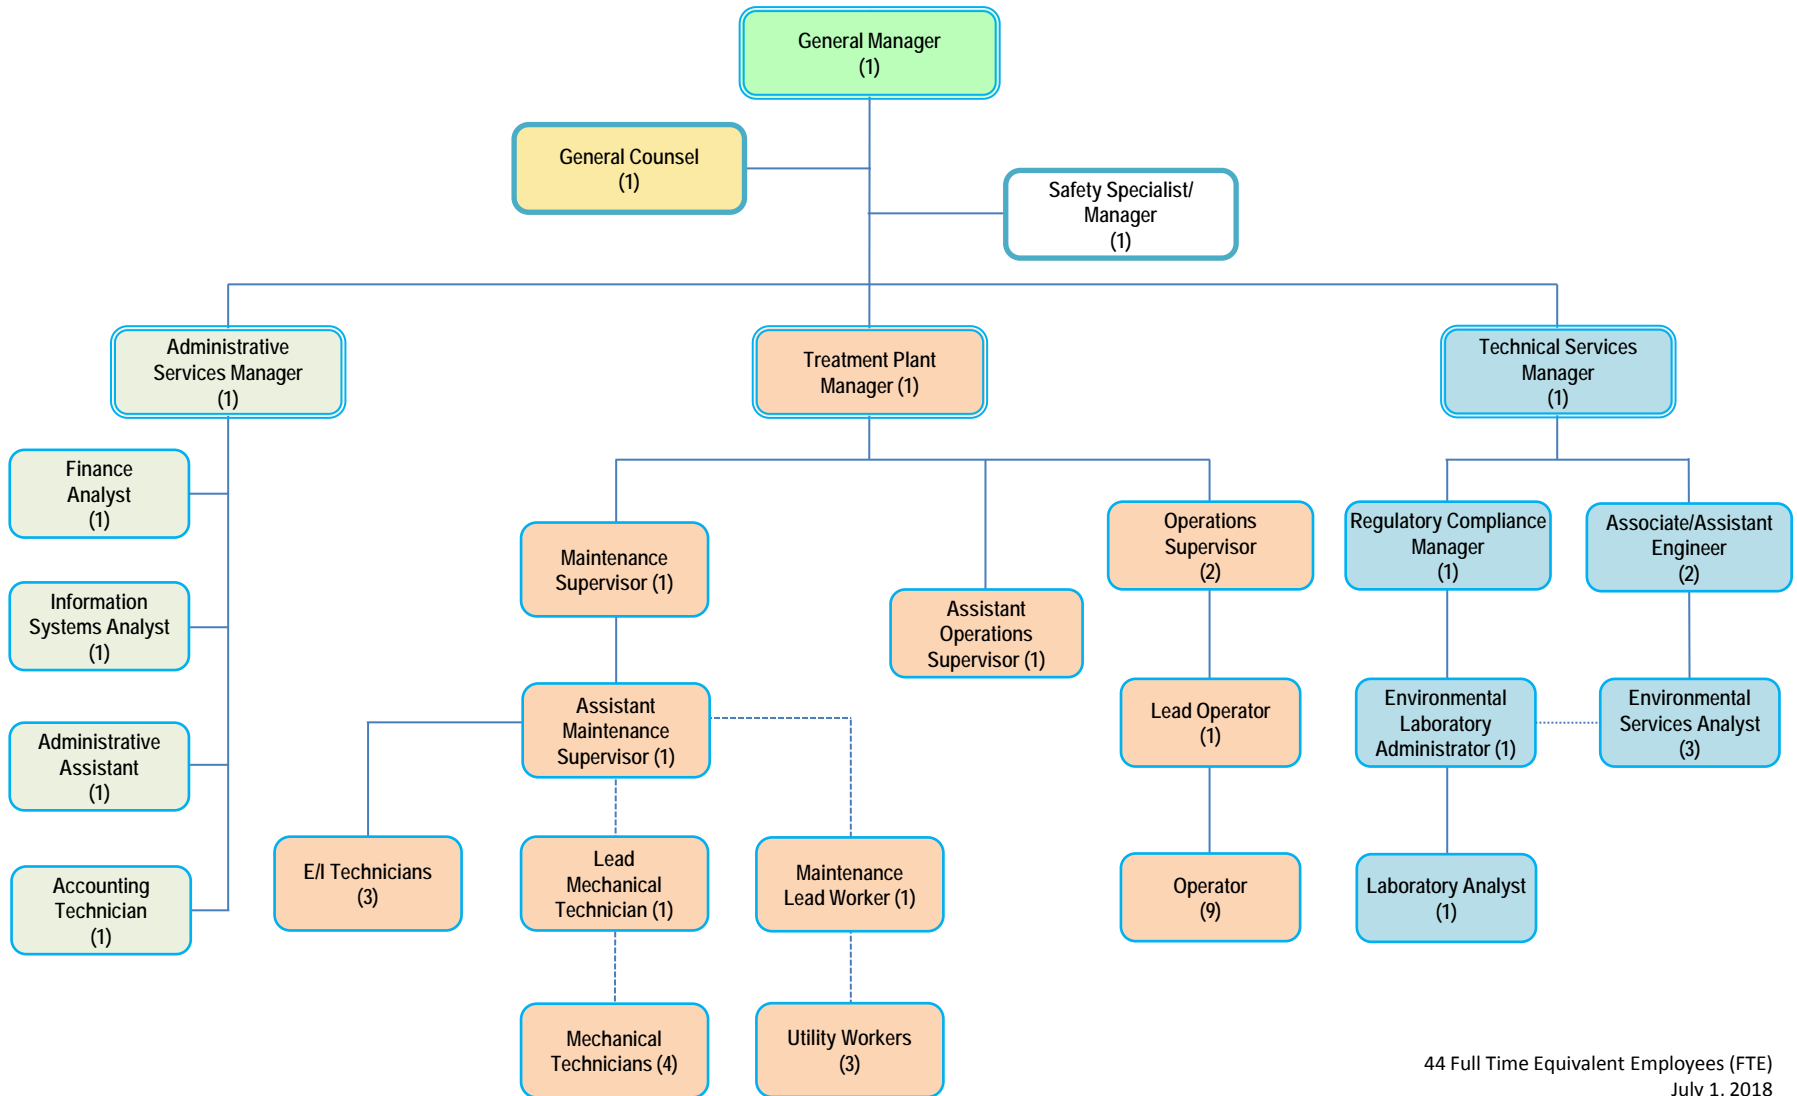 General Manager
(1)
General Counsel
(1)
Safety Specialist/
Manager
(1)
Administrative
Services Manager
(1)
Treatment Plant
Manager (1)
Technical Services
Manager
(1)
Finance
Analyst
(1)
Information
Systems Analyst
(1)
Administrative
Assistant
(1)
Accounting
Technician
(1)
Maintenance
Supervisor (1)
Assistant
Operations
Supervisor (1)
Operations
Supervisor
(2)
Assistant
Maintenance
Supervisor (1)
Lead Operator
(1)
E/I Technicians
(3)
Lead
Mechanical
Technician (1)
Maintenance
Lead Worker (1)
Operator
(9)
Mechanical
Technicians (4)
Utility Workers
(3)
Regulatory Compliance
Manager
(1)
Associate/Assistant
Engineer
(2)
Environmental
Laboratory
Administrator (1)
Environmental
Services Analyst
(3)
Laboratory Analyst
(1)
44 Full Time Equivalent Employees (FTE)
July 1, 2018